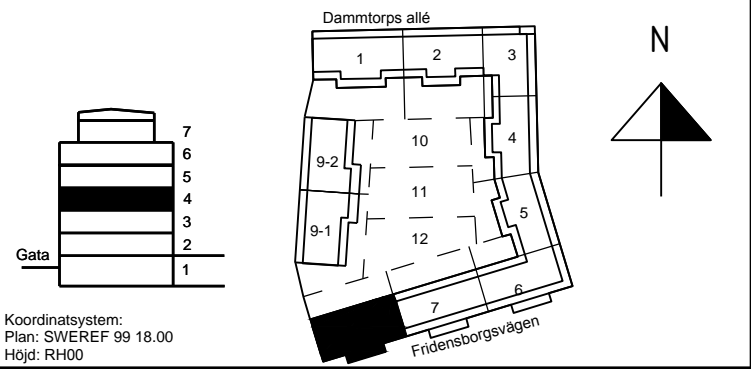 Dammtorps allé
1
2
3
N
10
4
9-2
11
5
9-1
12
7
6
Fridensborgsvägen
7
6
5
4
3
2
1
Gata
Koordinatsystem:
Plan: SWEREF 99 18.00
Höjd: RH00